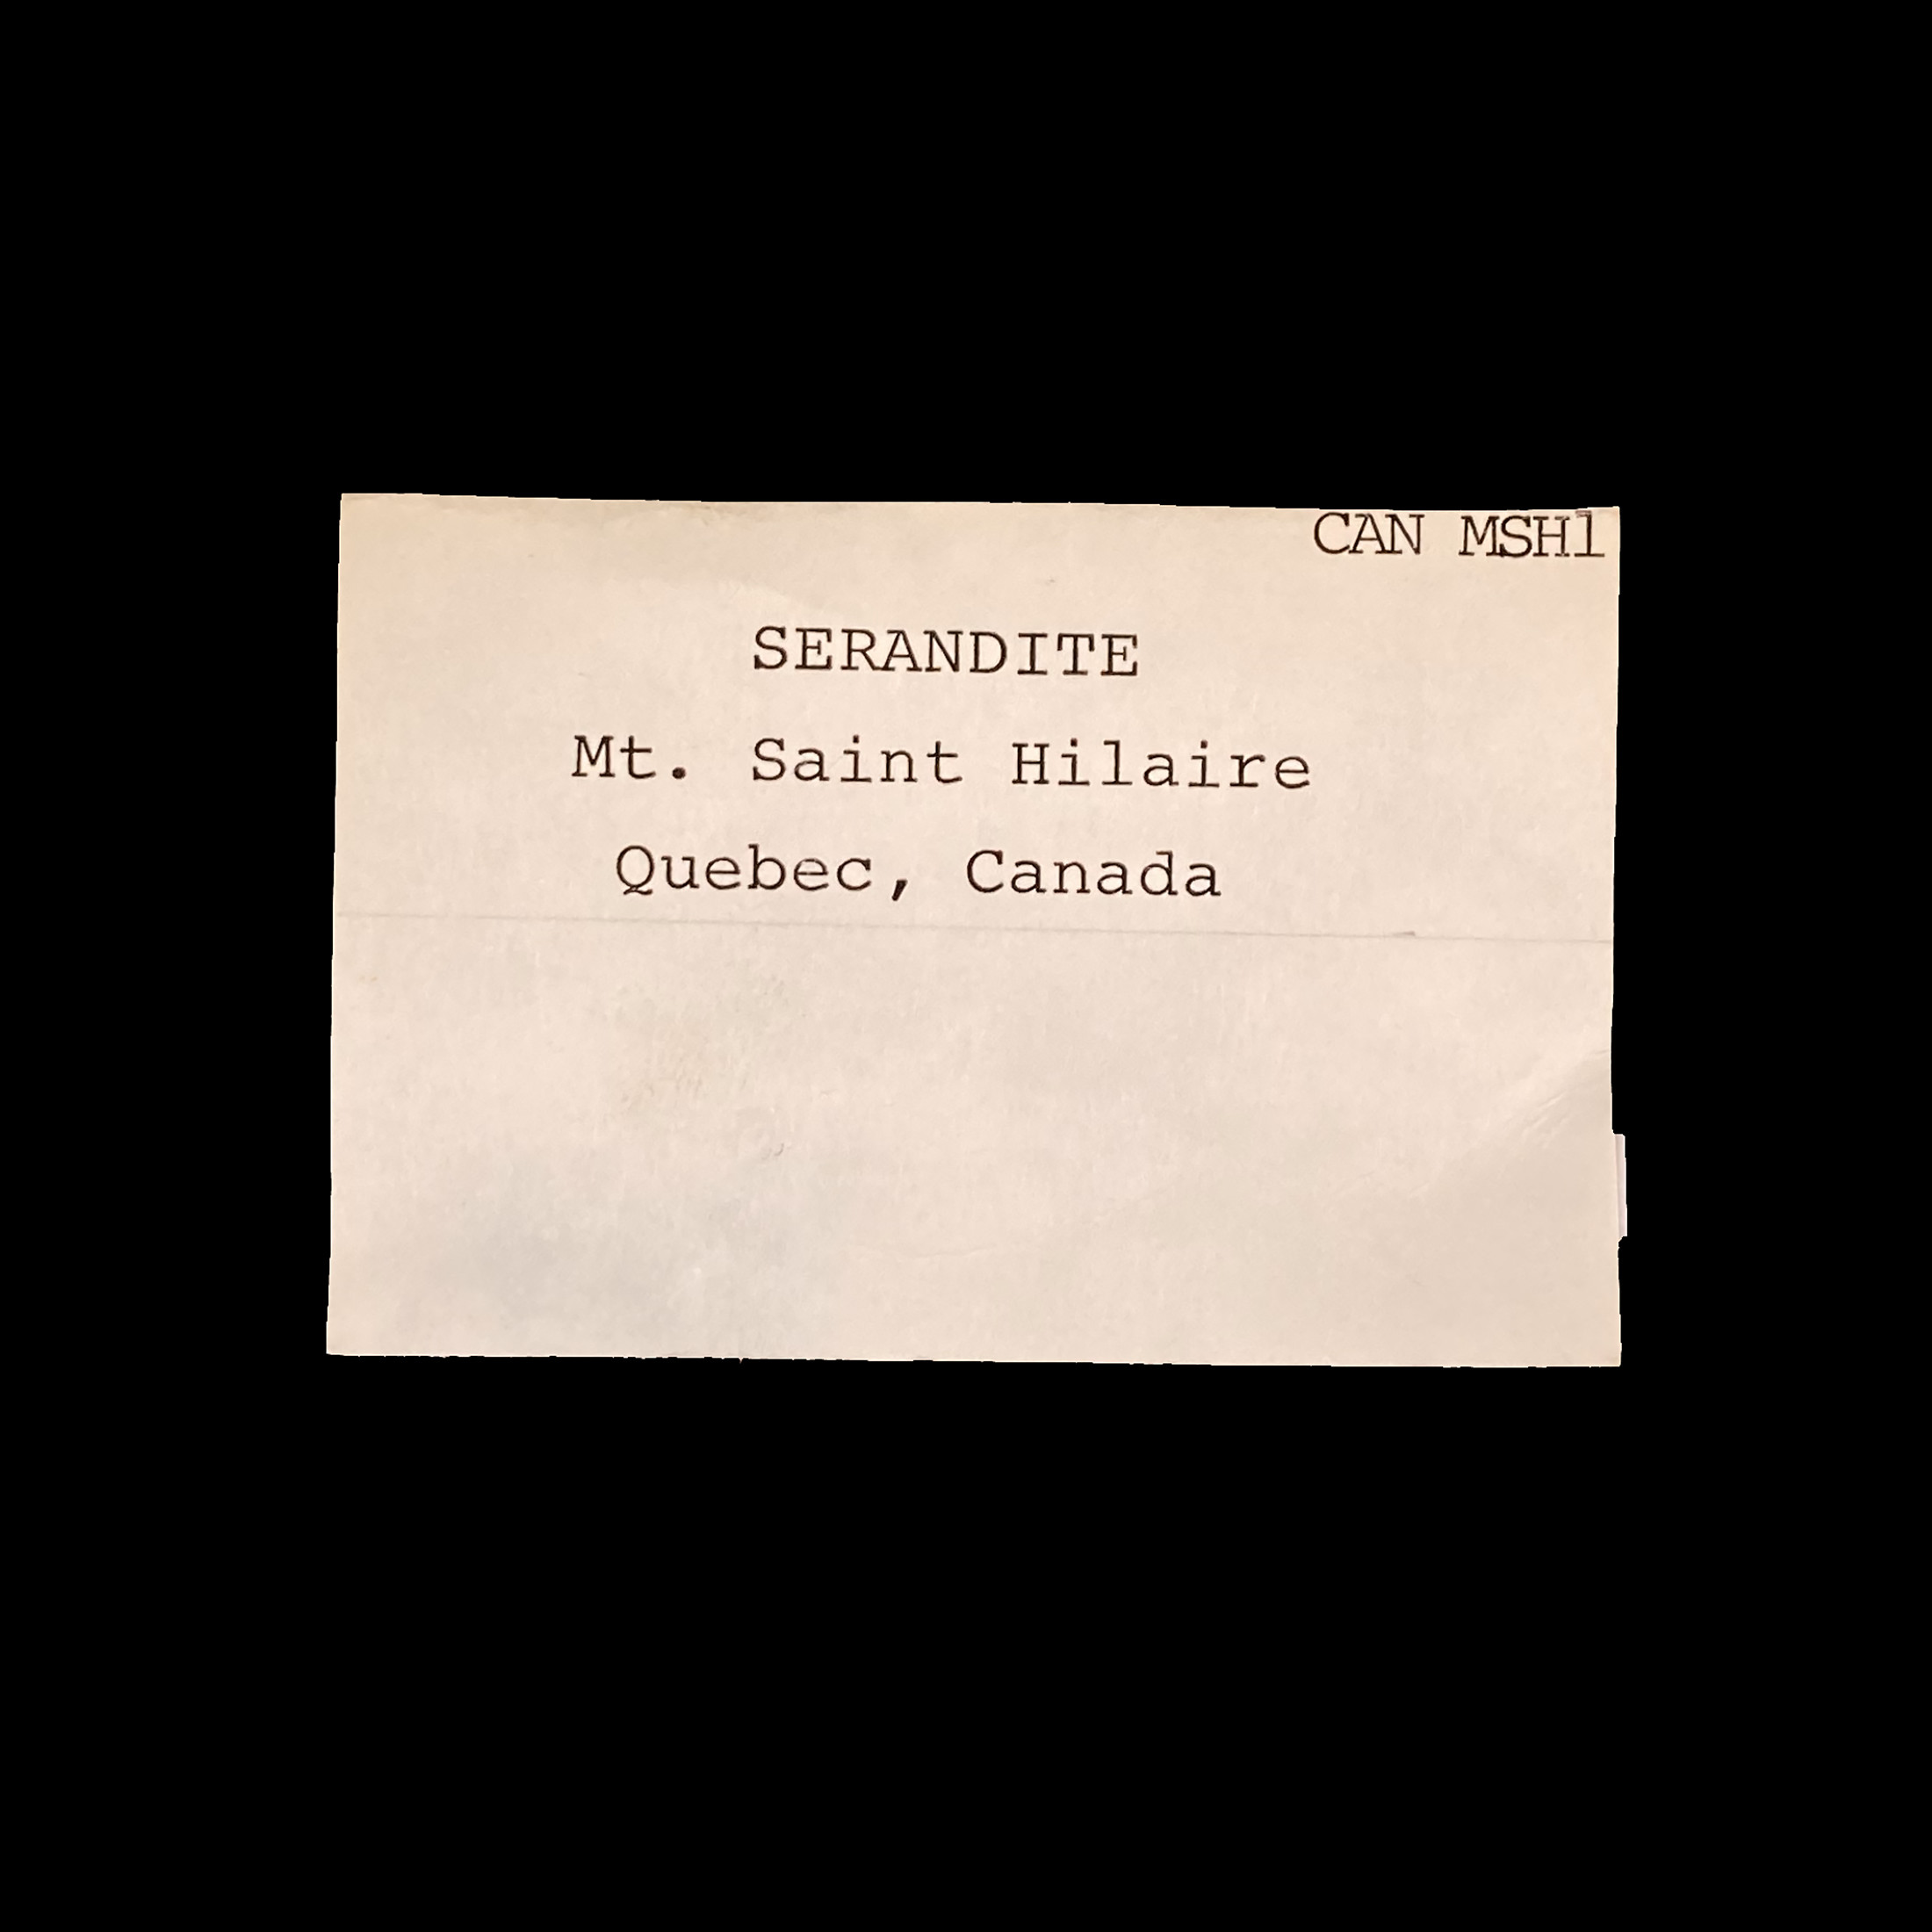 CAN MSH1
SERANDITE
Mt. Saint Hilaire
Quebec, Canada